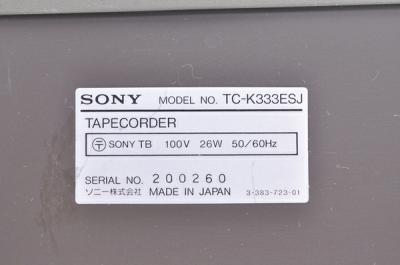 SONY MODEL NO. TC-K333ESJ
TAPECORDER
〒 SONY TB 100V 26W 50/60Hz
SERIAL NO. 200260
ソニー株式会社 MADE IN JAPAN 3-383-723-01